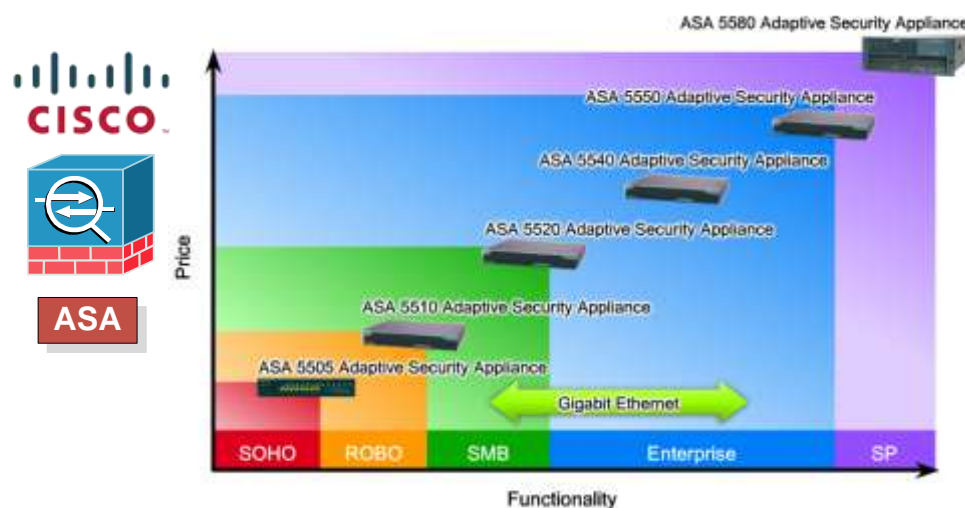 ASA 5580 Adaptive Security Appliance
CISCO™
ASA
Price
ASA 5550 Adaptive Security Appliance
ASA 5540 Adaptive Security Appliance
ASA 5520 Adaptive Security Appliance
ASA 5510 Adaptive Security Appliance
ASA 5505 Adaptive Security Appliance
Gigabit Ethernet
SOHO ROBO SMB Enterprise SP
Functionality